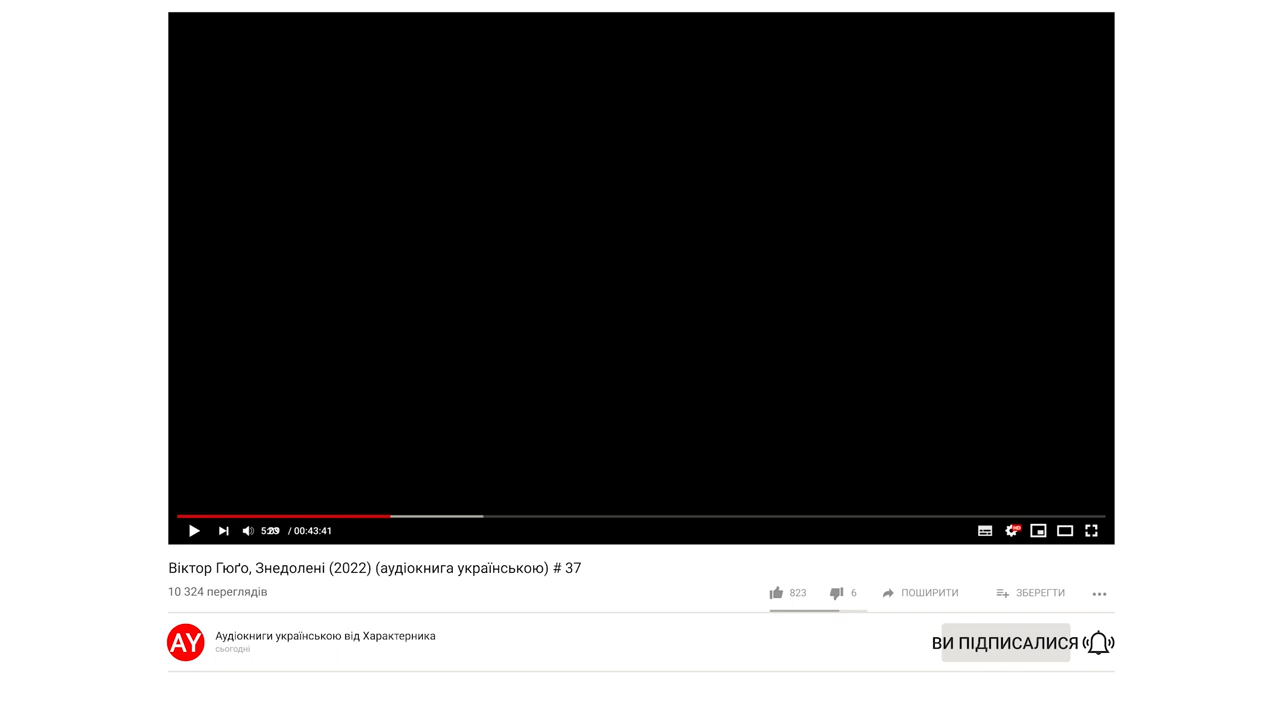 / 00:43:41
HD
Віктор Гюґо, Знедолені (2022) (аудіокнига українською) # 37
10 324 переглядів
823
6
ПОШИРИТИ
ЗБЕРЕГТИ
АУ
Аудіокниги українською від Характерника
сьогодні
ВИ ПІДПИСАЛИСЯ